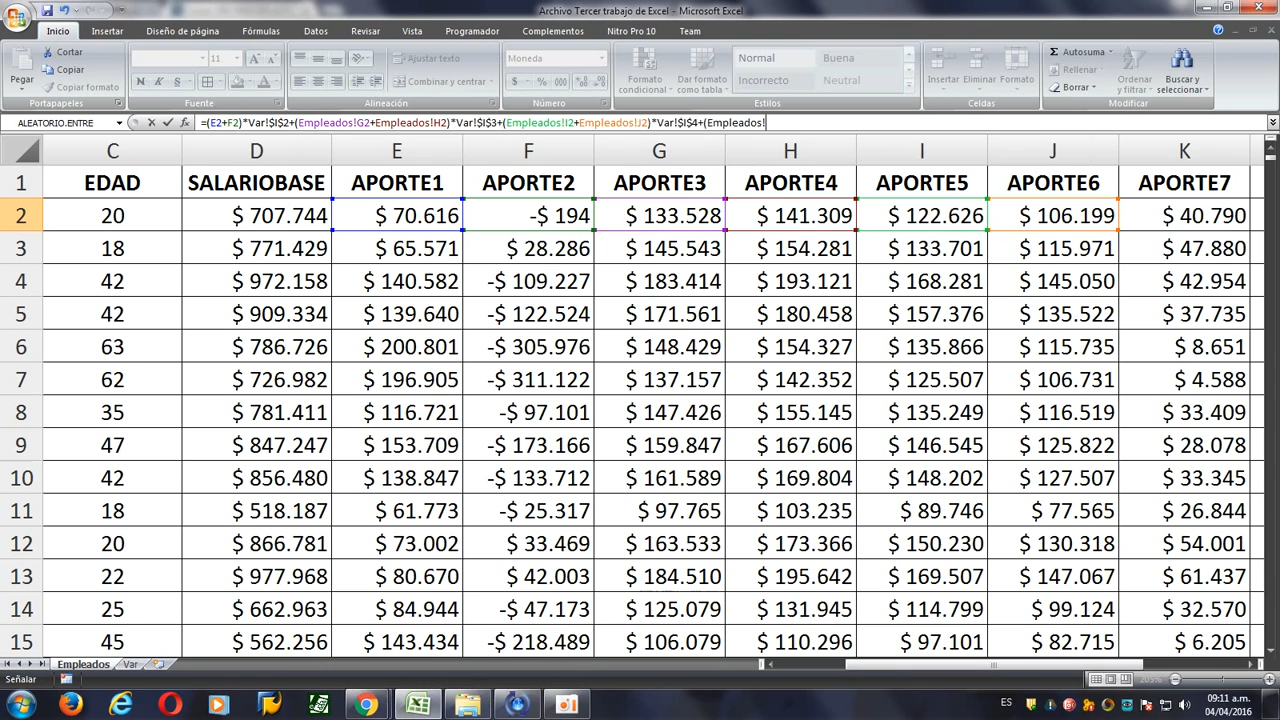 Archivo Tercer trabajo de Excel - Microsoft Excel
Inicio Insertar Diseño de página Fórmulas Datos Revisar Vista Programador Complementos Nitro Pro 10 Team
Pegar Cortar Copiar Copiar formato Portapapeles
11 N K S Fuente
Ajustar texto Combinar y centrar Alineación
Moneda $ % 000 Número
Formato condicional Dar formato como tabla Normal Buena Incorrecto Neutral Estilos
Insertar Eliminar Formato Celdas
Autosuma Rellenar Borrar Ordenar y filtrar Buscar y seleccionar Modificar
ALEATORIO.ENTRE =(E2+F2)*Var!$I$2+(Empleados!G2+Empleados!H2)*Var!$I$3+(Empleados!I2+Empleados!J2)*Var!$I$4+(Empleados!
C D E F G H I J K
1 EDAD SALARIOBASE APORTE1 APORTE2 APORTE3 APORTE4 APORTE5 APORTE6 APORTE7
2 20 $ 707.744 $ 70.616 -$ 194 $ 133.528 $ 141.309 $ 122.626 $ 106.199 $ 40.790
3 18 $ 771.429 $ 65.571 $ 28.286 $ 145.543 $ 154.281 $ 133.701 $ 115.971 $ 47.880
4 42 $ 972.158 $ 140.582 -$ 109.227 $ 183.414 $ 193.121 $ 168.281 $ 145.050 $ 42.954
5 42 $ 909.334 $ 139.640 -$ 122.524 $ 171.561 $ 180.458 $ 157.376 $ 135.522 $ 37.735
6 63 $ 786.726 $ 200.801 -$ 305.976 $ 148.429 $ 154.327 $ 135.866 $ 115.735 $ 8.651
7 62 $ 726.982 $ 196.905 -$ 311.122 $ 137.157 $ 142.352 $ 125.507 $ 106.731 $ 4.588
8 35 $ 781.411 $ 116.721 -$ 97.101 $ 147.426 $ 155.145 $ 135.249 $ 116.519 $ 33.409
9 47 $ 847.247 $ 153.709 -$ 173.166 $ 159.847 $ 167.606 $ 146.545 $ 125.822 $ 28.078
10 42 $ 856.480 $ 138.847 -$ 133.712 $ 161.589 $ 169.804 $ 148.202 $ 127.507 $ 33.345
11 18 $ 518.187 $ 61.773 -$ 25.317 $ 97.765 $ 103.235 $ 89.746 $ 77.565 $ 26.844
12 20 $ 866.781 $ 73.002 $ 33.469 $ 163.533 $ 173.366 $ 150.230 $ 130.318 $ 54.001
13 22 $ 977.968 $ 80.670 $ 42.003 $ 184.510 $ 195.642 $ 169.507 $ 147.067 $ 61.437
14 25 $ 662.963 $ 84.944 -$ 47.173 $ 125.079 $ 131.945 $ 114.799 $ 99.124 $ 32.570
15 45 $ 562.256 $ 143.434 -$ 218.489 $ 106.079 $ 110.296 $ 97.101 $ 82.715 $ 6.205
Empleados Var
Señalar 205%
ES 09:11 a.m.
04/04/2016